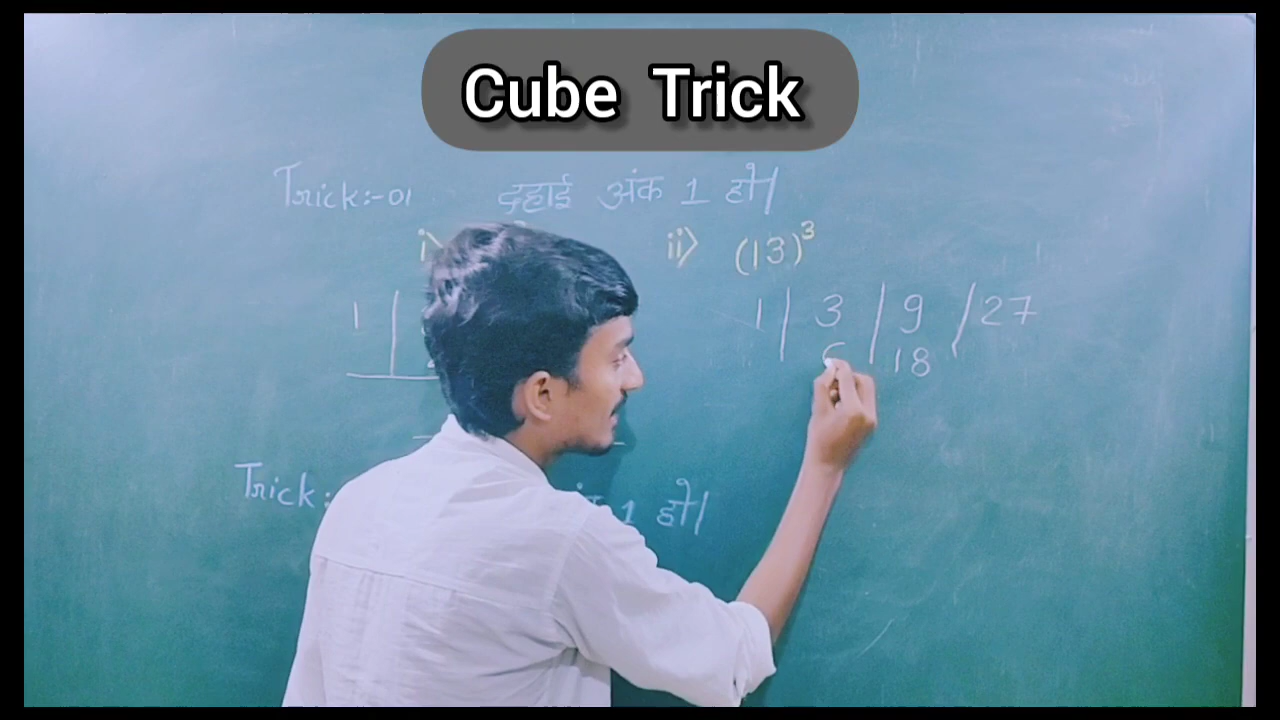 Cube Trick
Trick:-01 दहाई अंक 1 हो।
i> ii> (13)³
1 | 1 | 3 | 9 | 27
6 18
Trick: 1 हो।